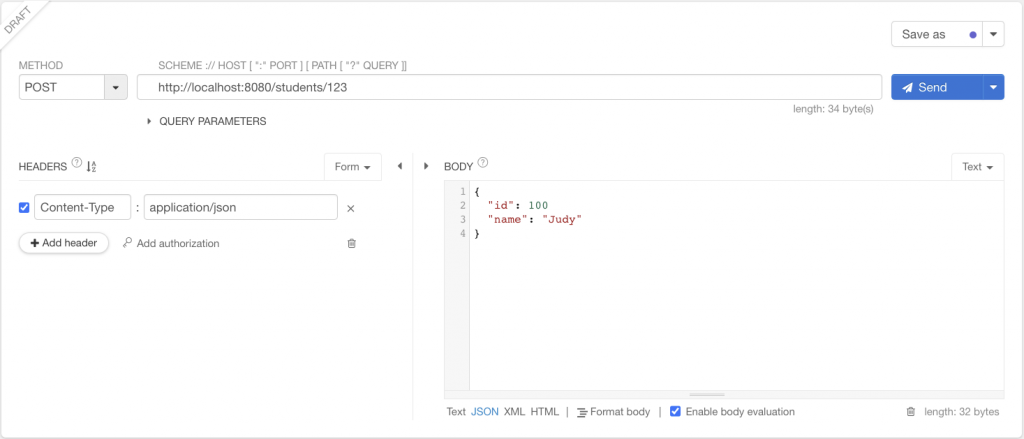 DRAFT
Save as
METHOD
SCHEME :// HOST [ ":" PORT ] [ PATH [ "?" QUERY ]]
POST
http://localhost:8080/students/123
Send
length: 34 byte(s)
QUERY PARAMETERS
HEADERS ? A Z
Form
BODY ?
Text
Content-Type : application/json ×
+ Add header
Add authorization
1 {
2 "id": 100
3 "name": "Judy"
4 }
Text JSON XML HTML | Format body | Enable body evaluation
length: 32 bytes